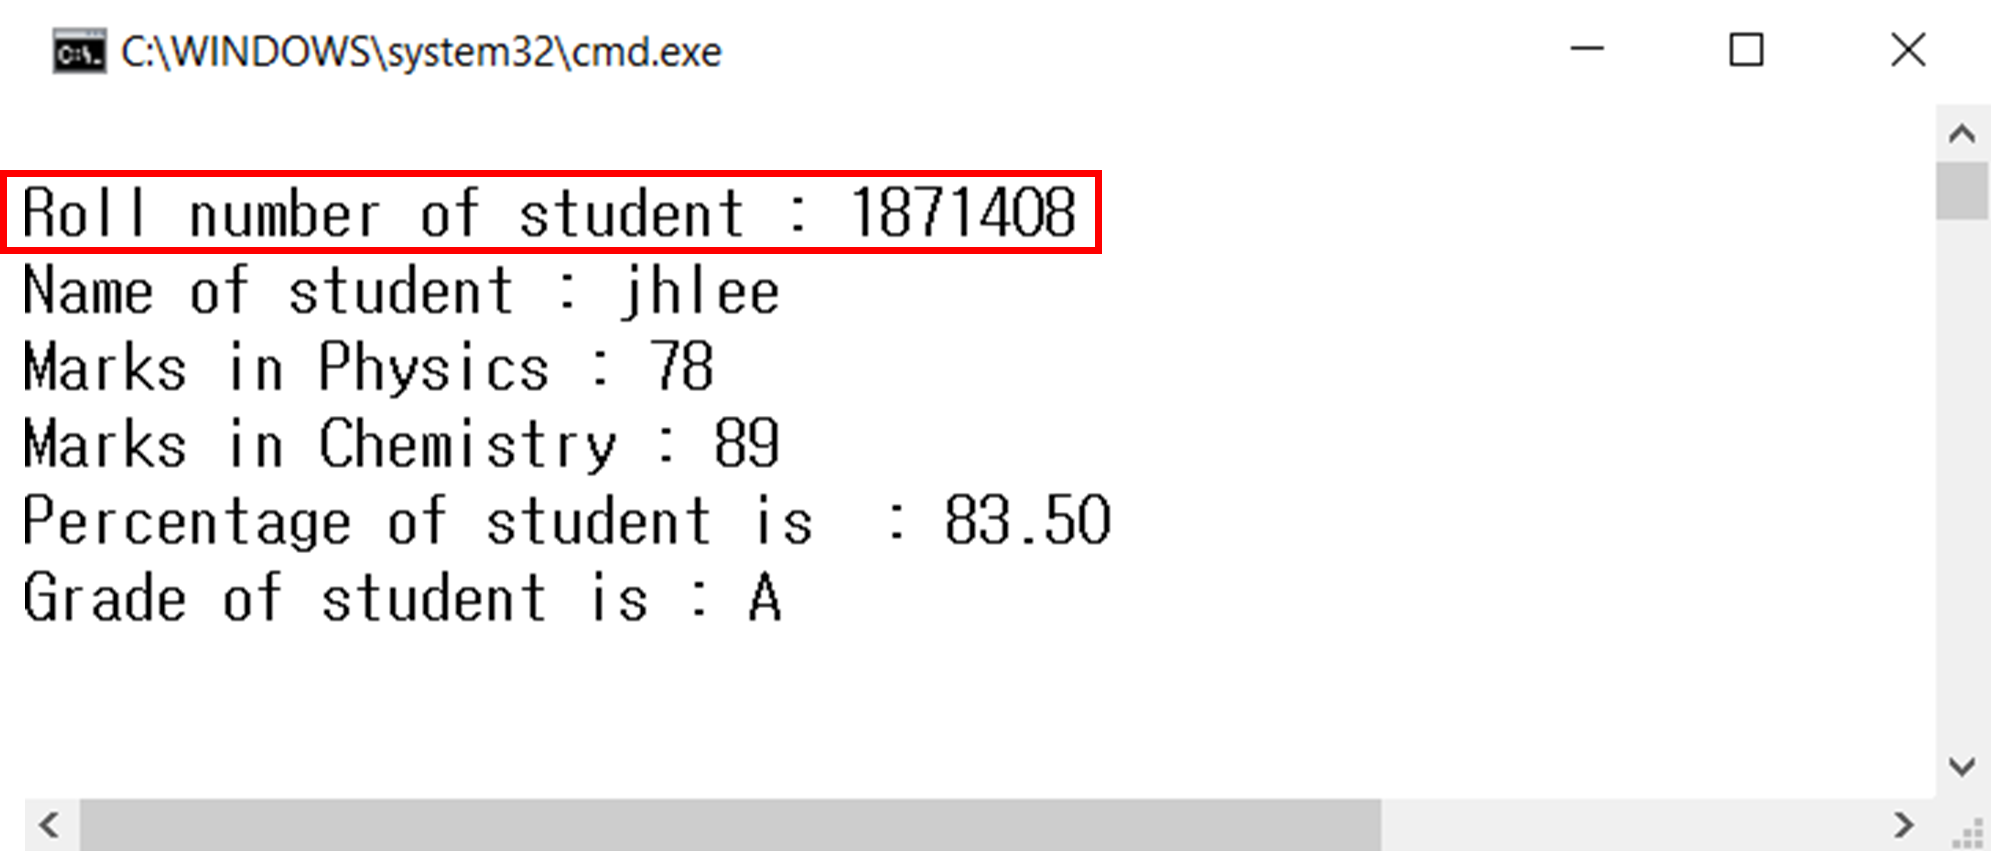 C:\WINDOWS\system32\cmd.exe
Roll number of student : 1871408
Name of student : jhlee
Marks in Physics : 78
Marks in Chemistry : 89
Percentage of student is  : 83.50
Grade of student is : A